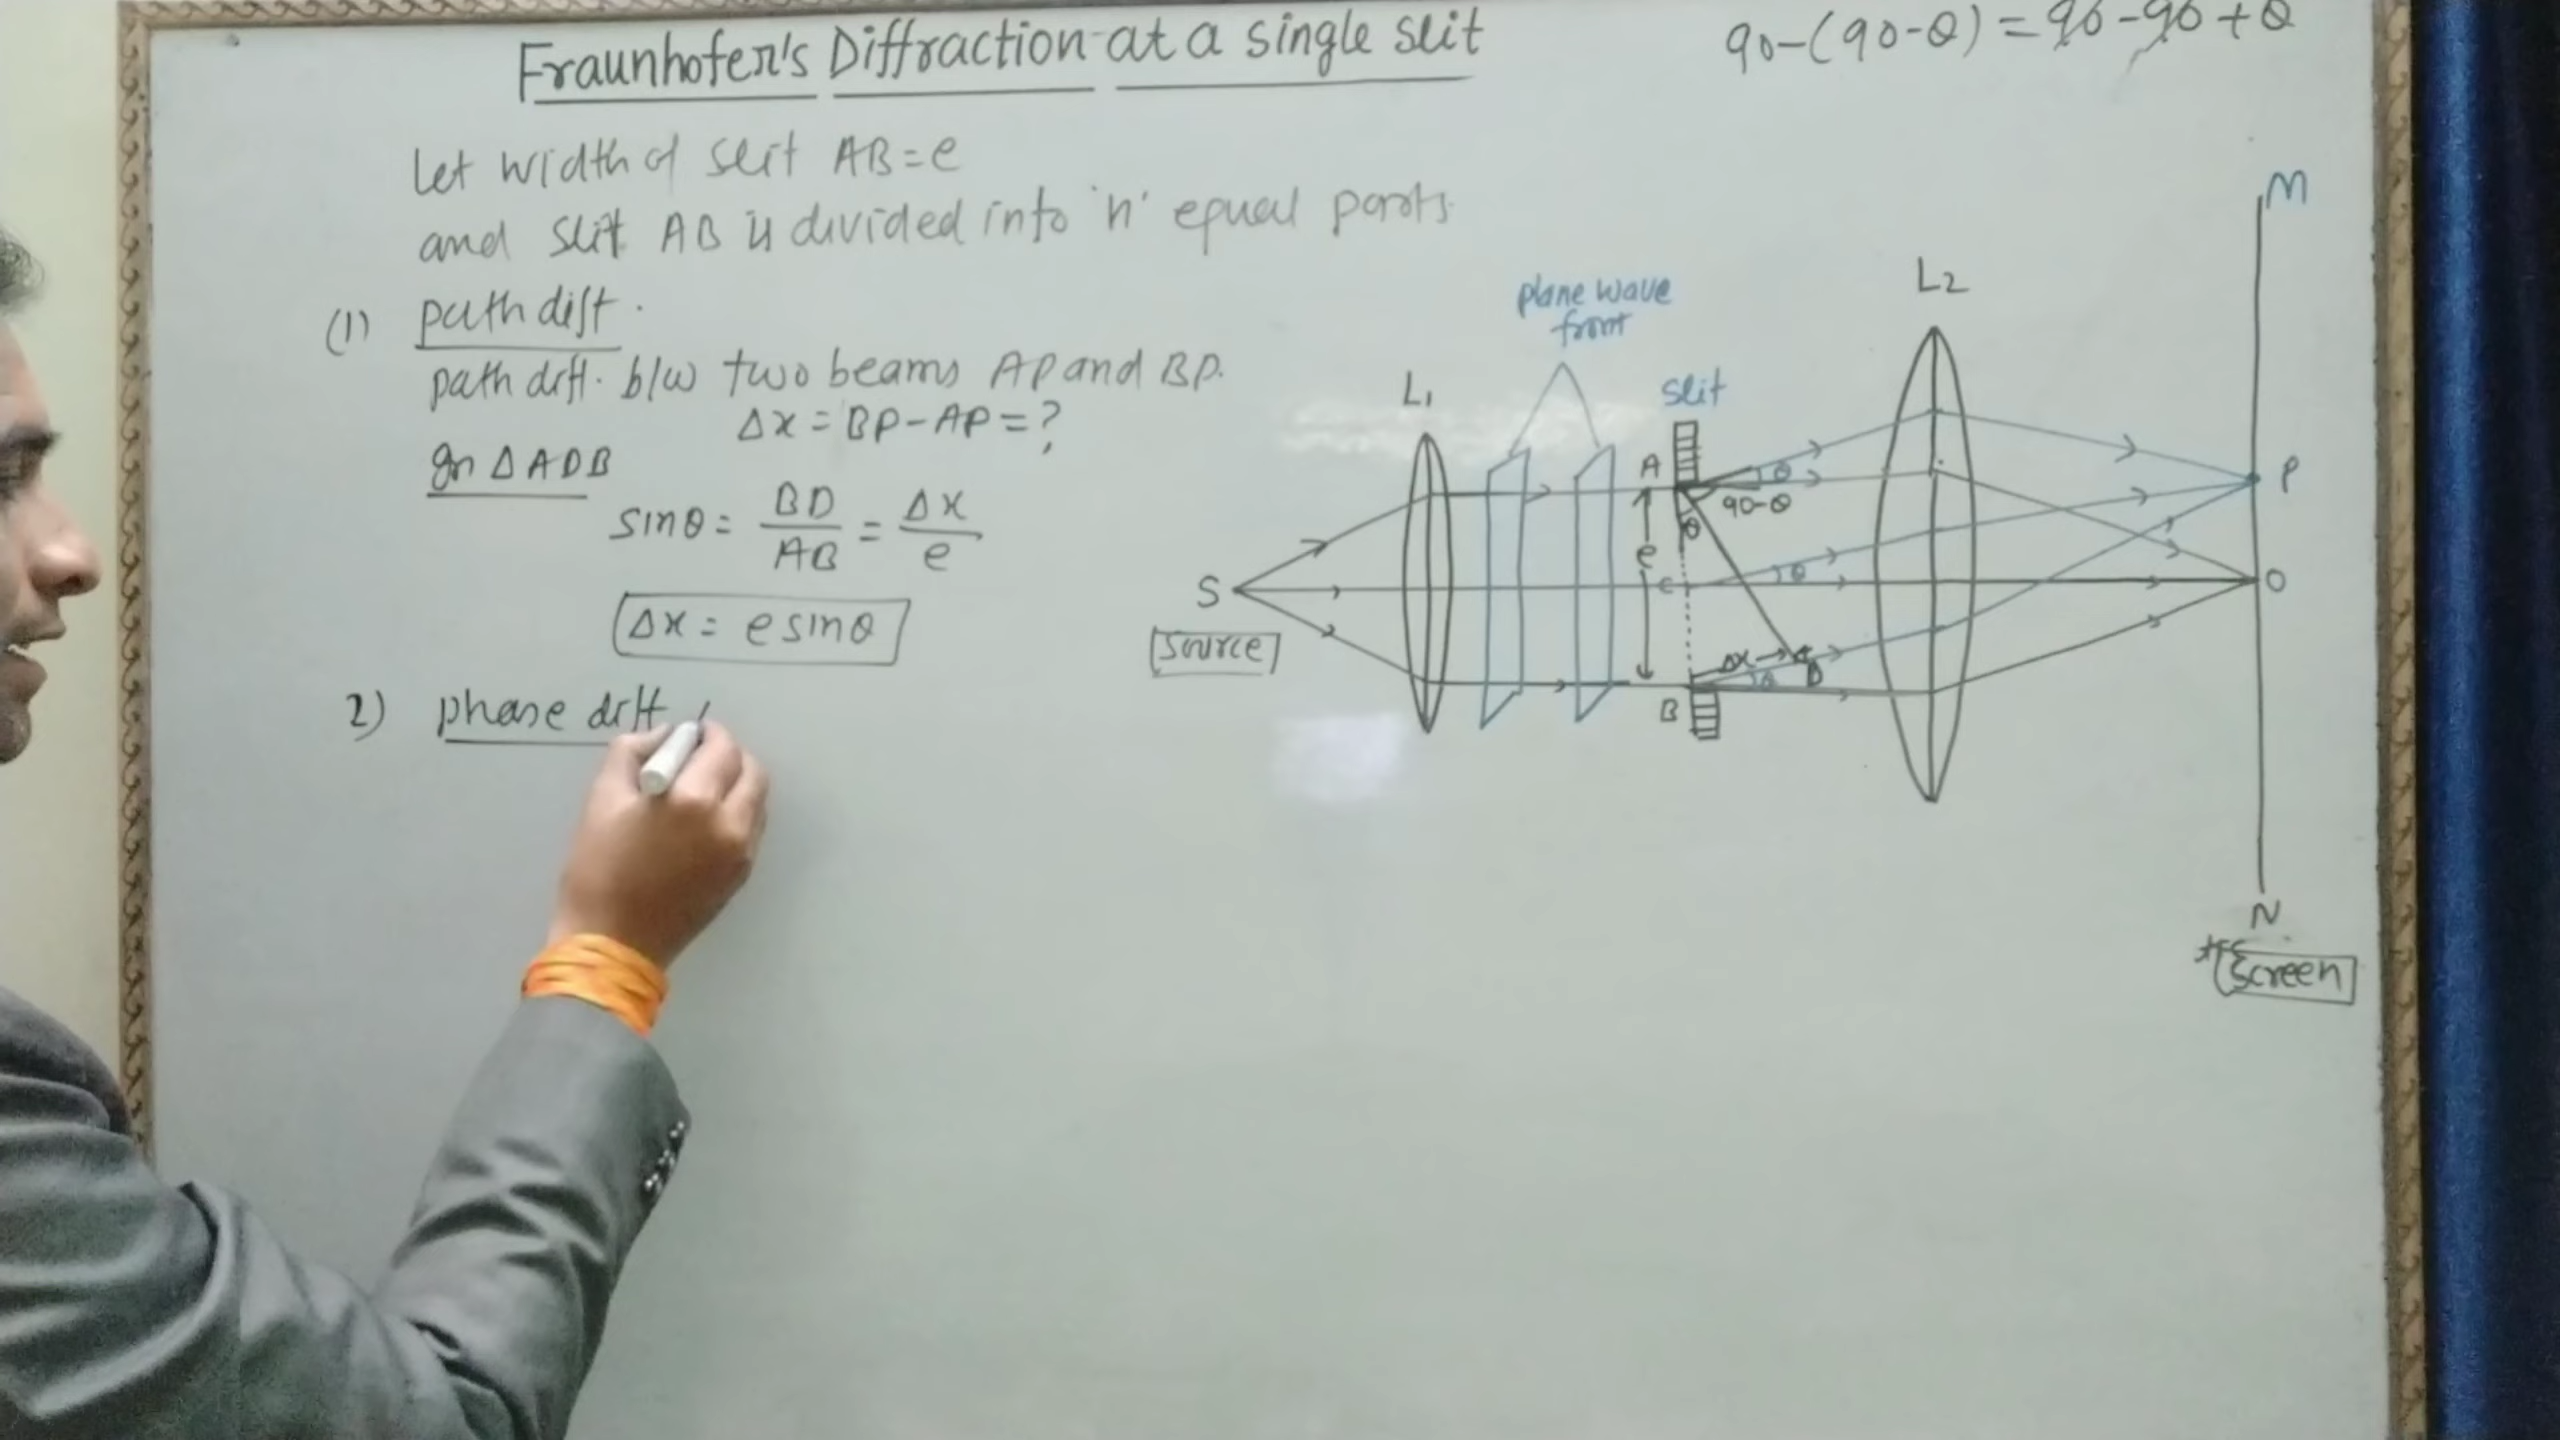 Fraunhofer's Diffraction at a single slit
90-(90-θ) = 90-90+θ
Let width of slit AB=e
and slit AB is divided into 'n' equal parts.
(1) path diff.
path diff. b/w two beams AP and BP.
Δx = BP-AP=?
In ΔADB
sinθ = BD/AB = Δx/e
Δx = e sinθ
2) phase diff
M
plane wave
front
L2
L1
slit
A
θ
P
90-θ
θ
e
S
C
θ
O
Source
Δx→
D
θ
B
N
Screen